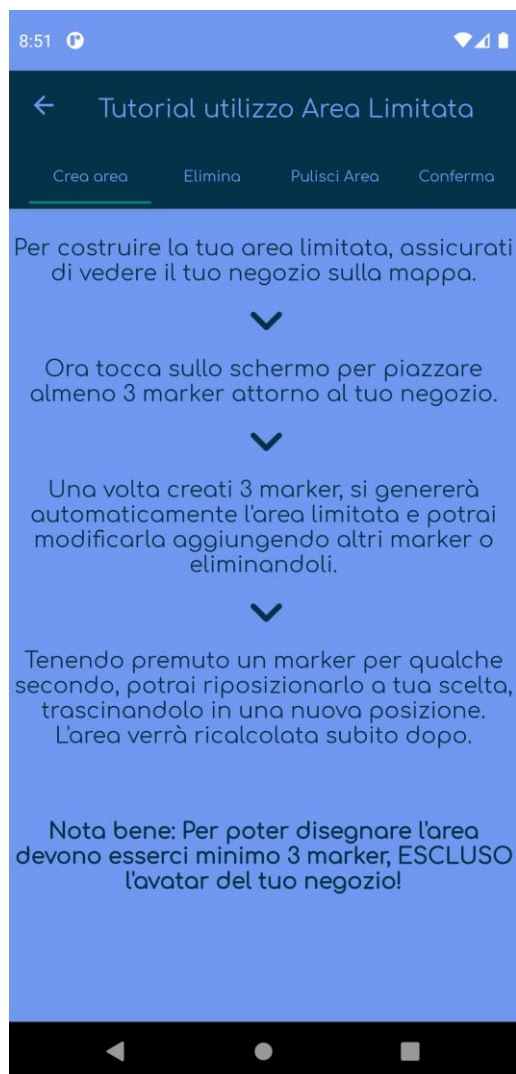 8:51
Tutorial utilizzo Area Limitata
Crea area Elimina Pulisci Area Conferma
Per costruire la tua area limitata, assicurati
di vedere il tuo negozio sulla mappa.
Ora tocca sullo schermo per piazzare
almeno 3 marker attorno al tuo negozio.
Una volta creati 3 marker, si genererà
automaticamente l'area limitata e potrai
modificarla aggiungendo altri marker o
eliminandoli.
Tenendo premuto un marker per qualche
secondo, potrai riposizionarlo a tua scelta,
trascinandolo in una nuova posizione.
L'area verrà ricalcolata subito dopo.
Nota bene: Per poter disegnare l'area
devono esserci minimo 3 marker, ESCLUSO
l'avatar del tuo negozio!